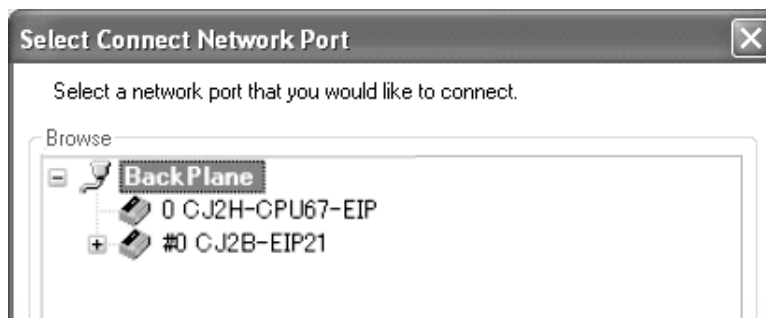 Select Connect Network Port
Select a network port that you would like to connect.
Browse
BackPlane
0 CJ2H-CPU67-EIP
#0 CJ2B-EIP21